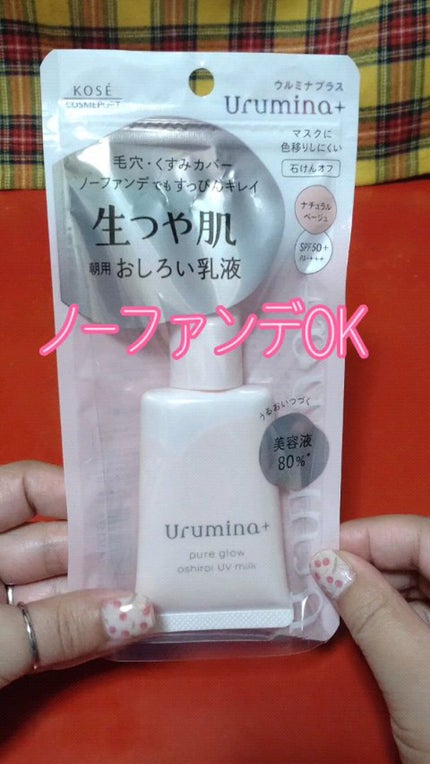 KOSÉ
COSMEPORT
ウルミナプラス
Urumina+
マスクに
色移りしにくい
石けんオフ
毛穴・くすみカバー
ノーファンデでもすっぴんキレイ
生つや肌
朝用 おしろい乳液
ナチュラル
ベージュ
SPF50+
PA++++
ノーファンデOK
うるおいつづく
美容液
80%*
Urumina+
pure glow
oshiroi UV milk